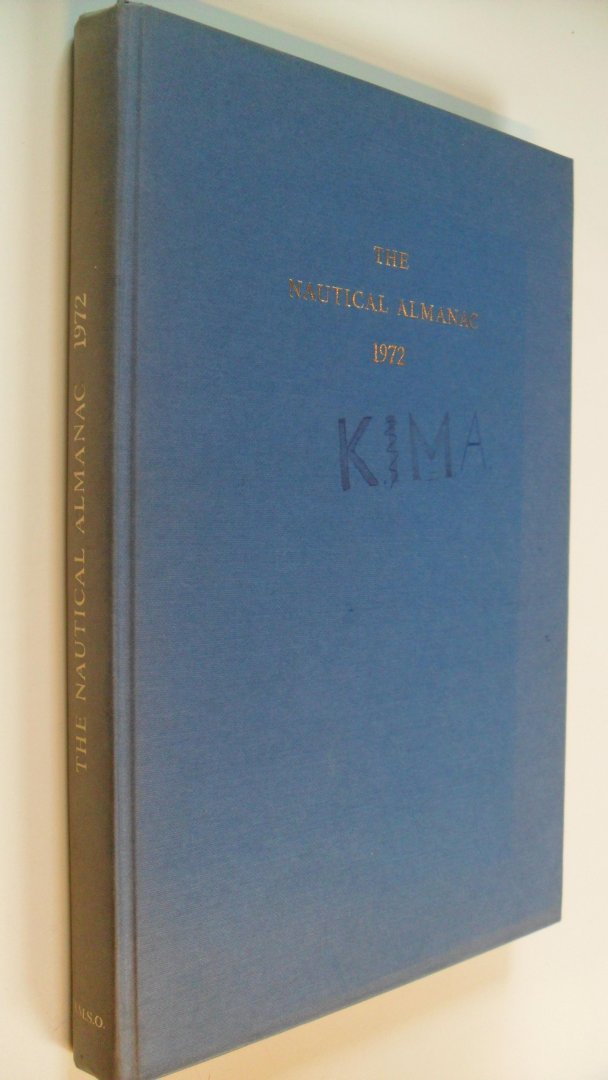 THE
NAUTICAL ALMANAC
1972
KIMA
THE NAUTICAL ALMANAC 1972
H.M.S.O.